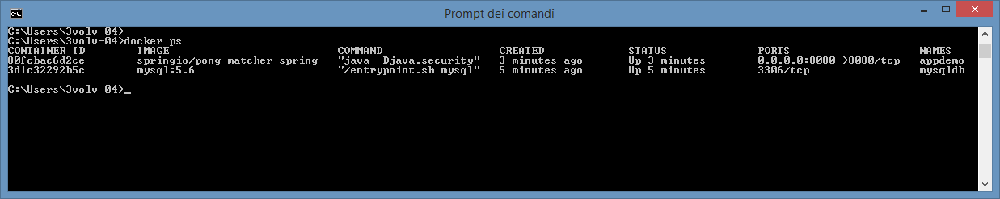 Prompt dei comandi
C:\Users\3volv-04>
C:\Users\3volv-04>docker ps
CONTAINER ID IMAGE COMMAND CREATED STATUS PORTS NAMES
80fcbac6d2ce springio/pong-matcher-spring "java -Djava.security" 3 minutes ago Up 3 minutes 0.0.0.0:8080->8080/tcp appdemo
3d1c32292b5c mysql:5.6 "/entrypoint.sh mysql" 5 minutes ago Up 5 minutes 3306/tcp mysqldb
C:\Users\3volv-04>_